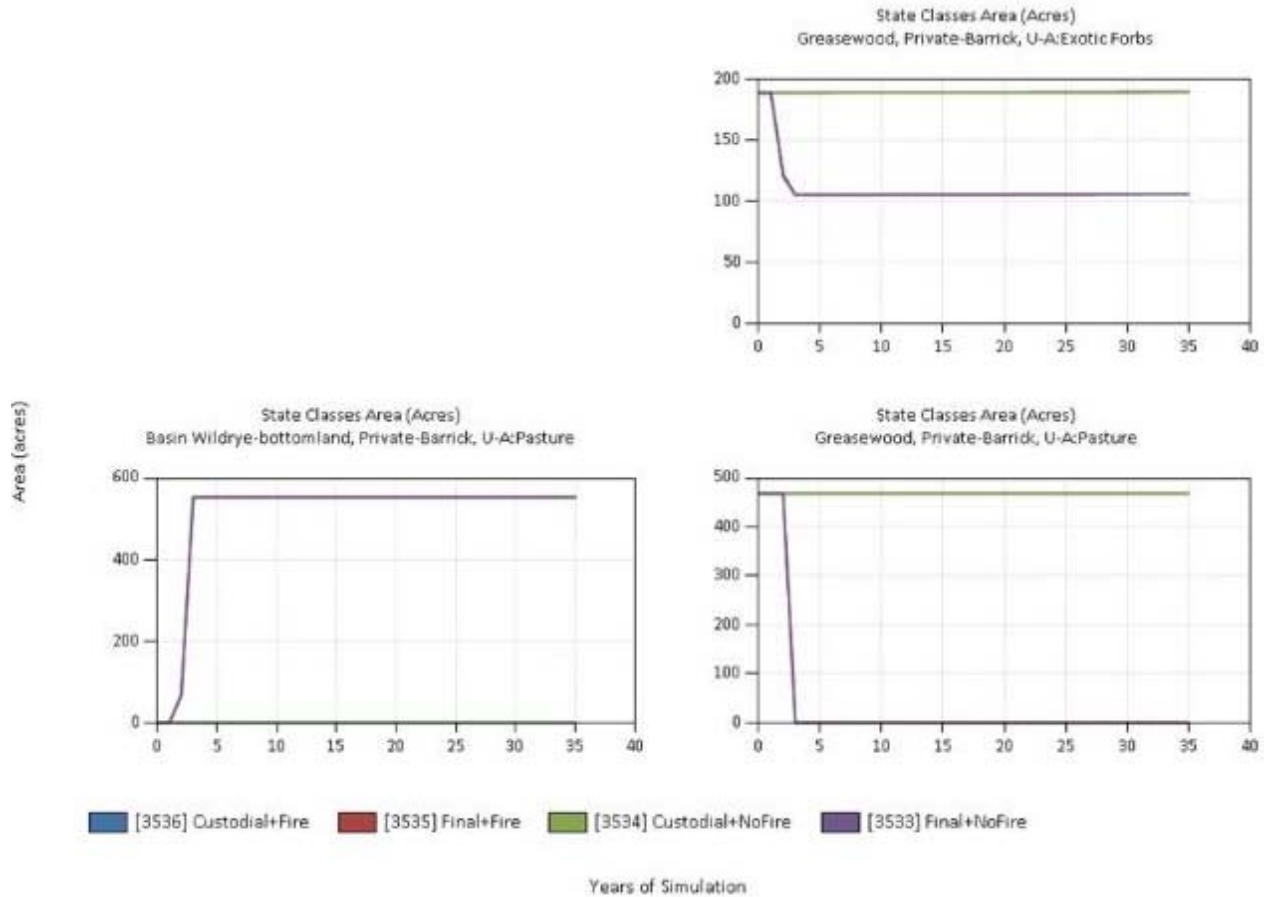 State Classes Area (Acres)
Greasewood, Private-Barrick, U-A:Exotic Forbs
200
150
100
50
0
0 5 10 15 20 25 30 35 40
Area (acres)
State Classes Area (Acres)
Basin Wildrye-bottomland, Private-Barrick, U-A:Pasture
600
400
200
0
0 5 10 15 20 25 30 35 40
State Classes Area (Acres)
Greasewood, Private-Barrick, U-A:Pasture
500
400
300
200
100
0
0 5 10 15 20 25 30 35 40
[3536] Custodial+Fire [3535] Final+Fire [3534] Custodial+NoFire [3533] Final+NoFire
Years of Simulation